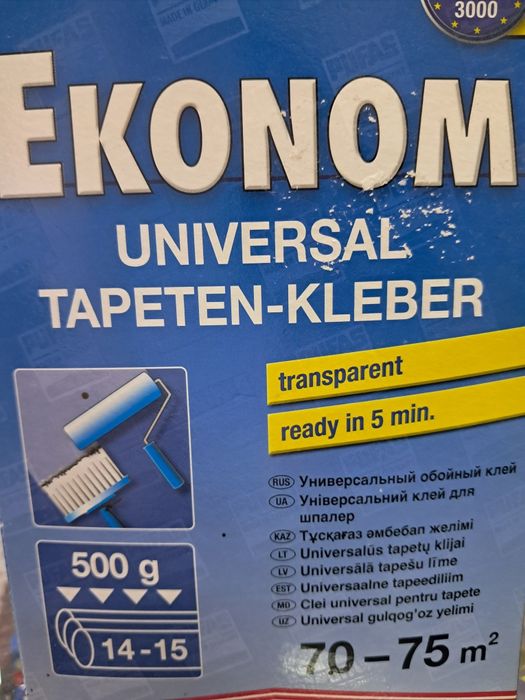 3000
EKONOM
UNIVERSAL
TAPETEN-KLEBER
transparent
ready in 5 min.
RUS Универсальный обойный клей
UA Універсальний клей для
шпалер
KAZ Тұсқағаз әмбебап желімі
LT Universalūs tapetų klijai
LV Universālā tapešu līme
EST Universaalne tapeediliim
MD Clei universal pentru tapete
UZ Universal gulqog'oz yelimi
500 g
14-15
70 – 75 m²